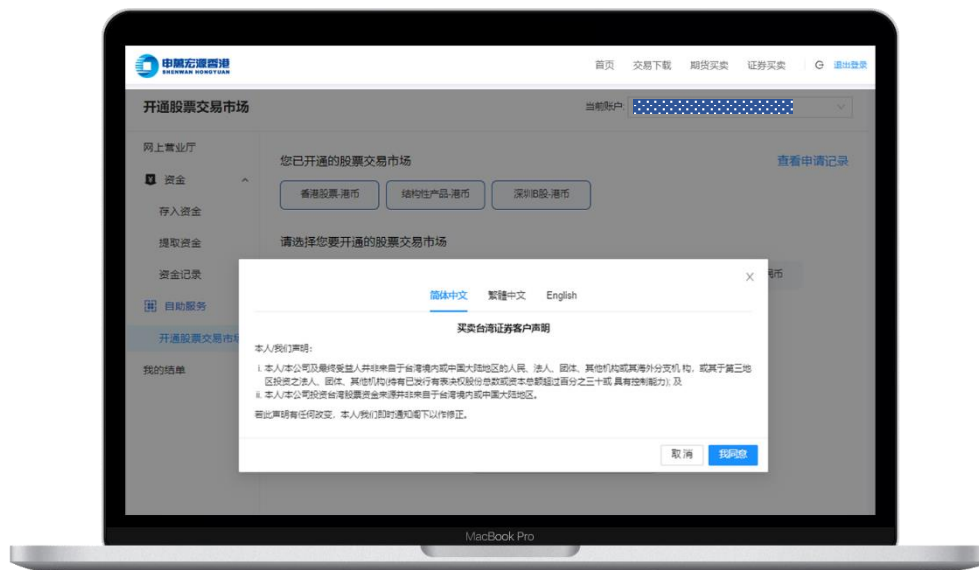 申萬宏源香港
SHENWAN HONGYUAN
首页 交易下载 期货买卖 证券买卖 退出登录
开通股票交易市场
当前账户
网上营业厅
资金
存入资金
提取资金
资金记录
自助服务
开通股票交易市场
我的结单
您已开通的股票交易市场
查看申请记录
香港股票-港币 结构性产品-港币 深圳B股-港币
请选择您要开通的股票交易市场
民币
简体中文 繁體中文 English
买卖台湾证券客户声明
本人/我们声明：
i. 本人/本公司及最终受益人并非来自于台湾境内或中国大陆地区的人民、法人、团体、其他机构或其海外分支机 构，或其于第三地
区投资之法人、团体、其他机构(持有已发行有表决权股份总数或资本总额超过百分之三十或 具有控制能力); 及
ii. 本人/本公司投资台湾股票资金来源并非来自于台湾境内或中国大陆地区。
若此声明有任何改变，本人/我们即时通知阁下以作修正。
取 消 我同意
MacBook Pro